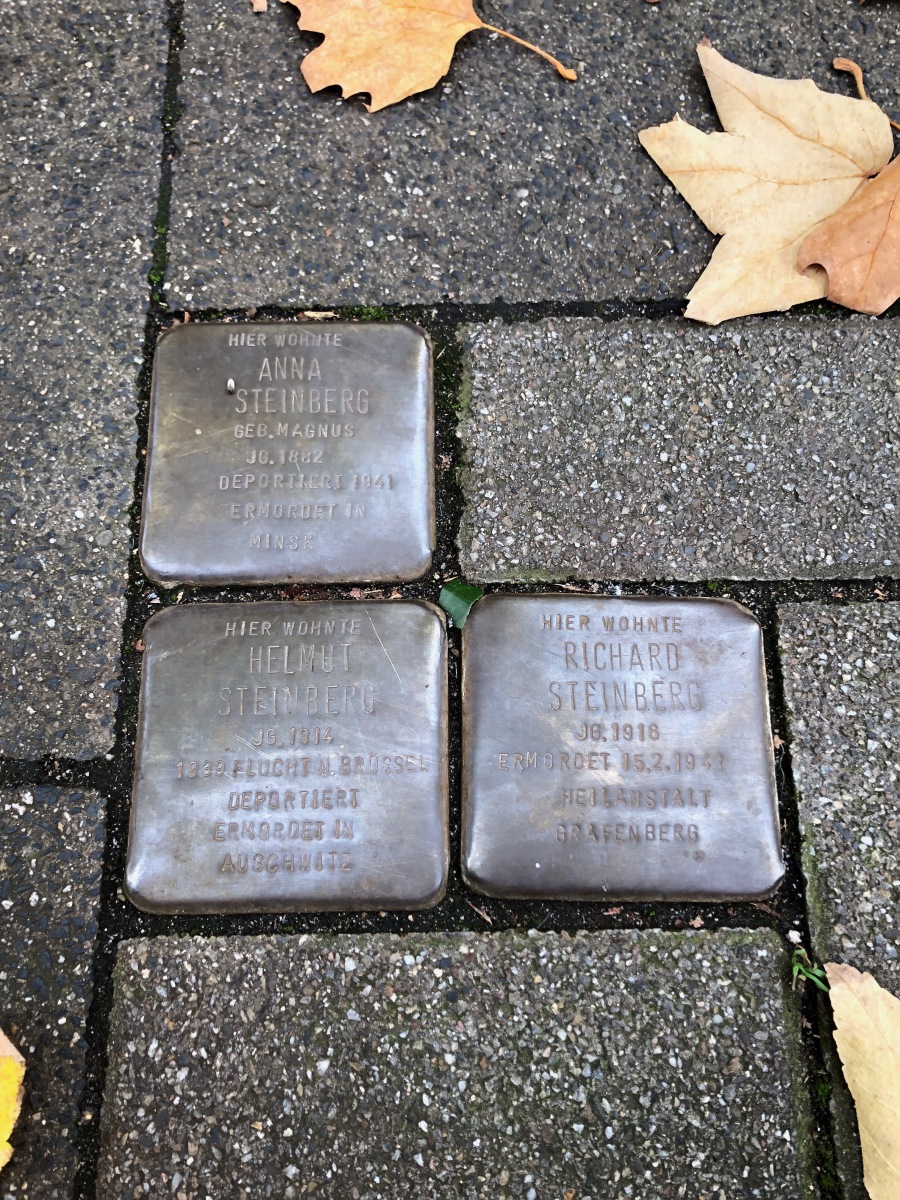 HIER WOHNTE
ANNA
STEINBERG
GEB. MAGNUS
JG. 1882
DEPORTIERT 1941
ERMORDET IN
MINSK
HIER WOHNTE
HELMUT
STEINBERG
JG. 1914
1939 FLUCHT N. BRÜSSEL
DEPORTIERT
ERMORDET IN
AUSCHWITZ
HIER WOHNTE
RICHARD
STEINBERG
JG. 1916
ERMORDET 15.2.1941
HEILANSTALT
GRAFENBERG